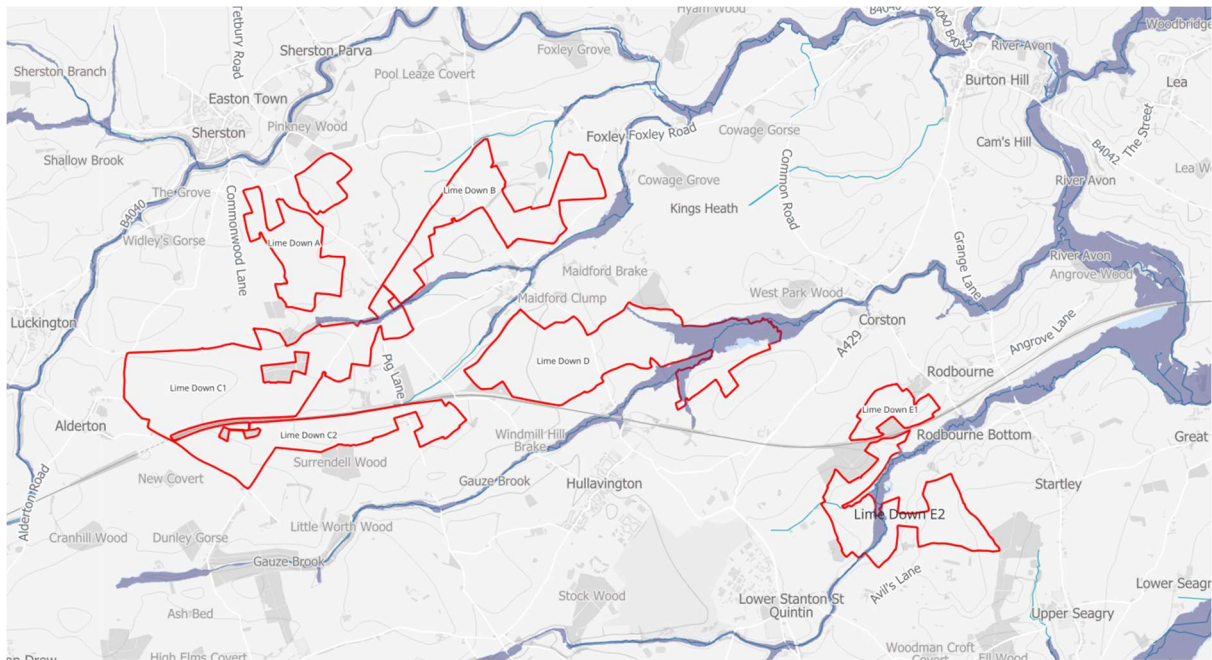 B4040
B4042
Hyam Wood
Woodbridge
Tetbury Road
Sherston Parva
Foxley Grove
River Avon
Sherston Branch
Pool Leaze Covert
Burton Hill
Lea
Easton Town
Pinkney Wood
Sherston
Foxley
Foxley Road
Cowage Gorse
The Street
Cam's Hill
B4042
Shallow Brook
Common Road
River Avon
The Grove
Lime Down B
Cowage Grove
Commonwood Lane
Kings Heath
B4040
Widley's Gorse
Lime Down A
Grange Lane
River Avon
Maidford Brake
Angrove Wood
West Park Wood
Maidford Clump
Luckington
Corston
Angrove Lane
A429
Lime Down D
Pig Lane
Rodbourne
Lime Down C1
Lime Down E1
Alderton
Lime Down C2
Windmill Hill
Brake
Rodbourne Bottom
Great
Surrendell Wood
New Covert
Gauze Brook
Hullavington
Startley
Alderton Road
Lime Down E2
Little Worth Wood
Cranhill Wood
Dunley Gorse
Gauze Brook
Avil's Lane
Lower Seagr
Stock Wood
Lower Stanton St
Quintin
Ash Bed
Upper Seagry
Woodman Croft
Covert
Ell Wood
High Elms Covert